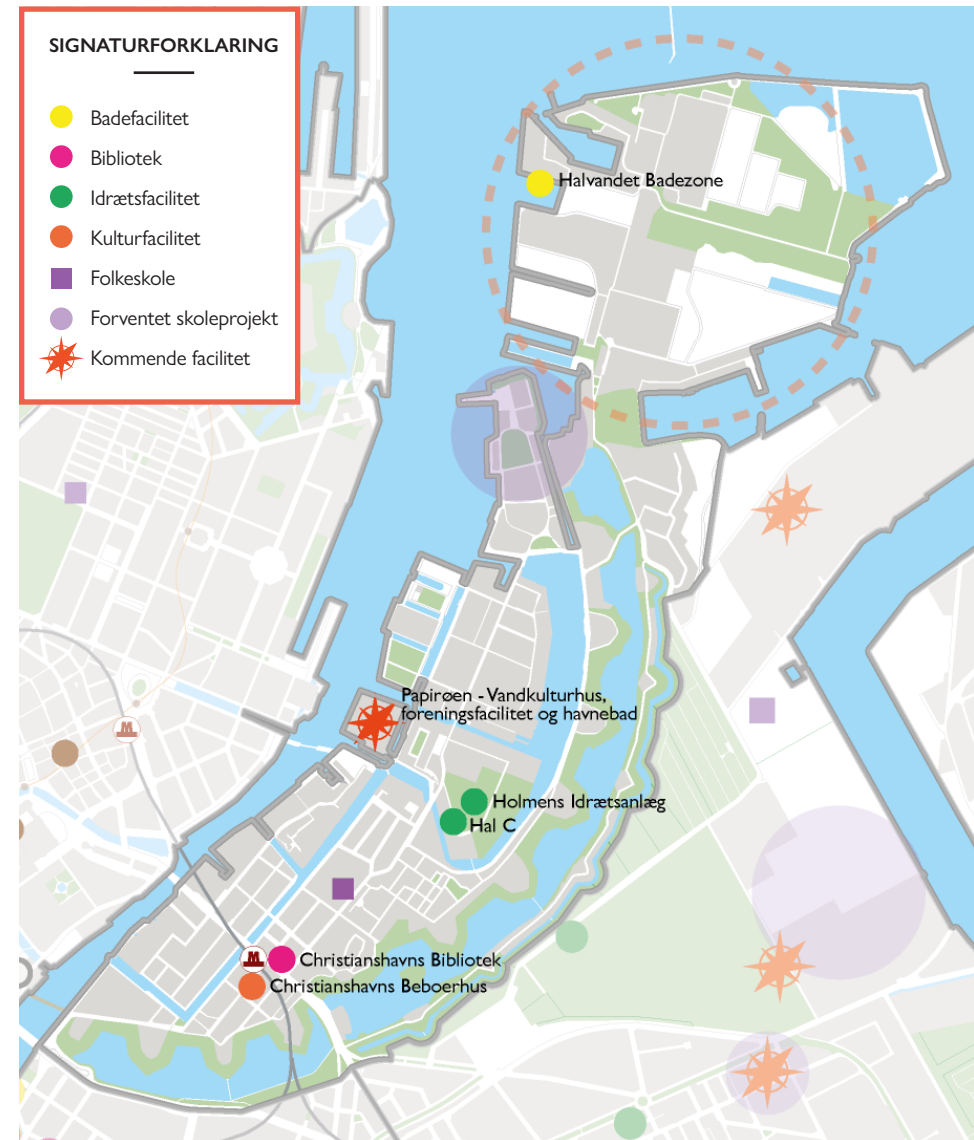 SIGNATURFORKLARING
Badefacilitet
Bibliotek
Idrætsfacilitet
Kulturfacilitet
Folkeskole
Forventet skoleprojekt
Kommende facilitet
Halvandet Badezone
Papirøen - Vandkulturhus,
foreningsfacilitet og havnebad
Holmens Idrætsanlæg
Hal C
Christianshavns Bibliotek
Christianshavns Beboerhus
M
M